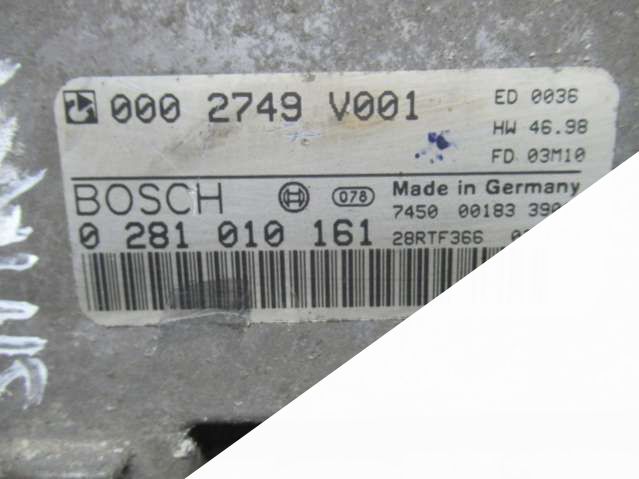 000 2749 V001
ED 0036
HW 46.98
FD 03M10
BOSCH 078 Made in Germany
7450 00183
0 281 010 161
28RTF366